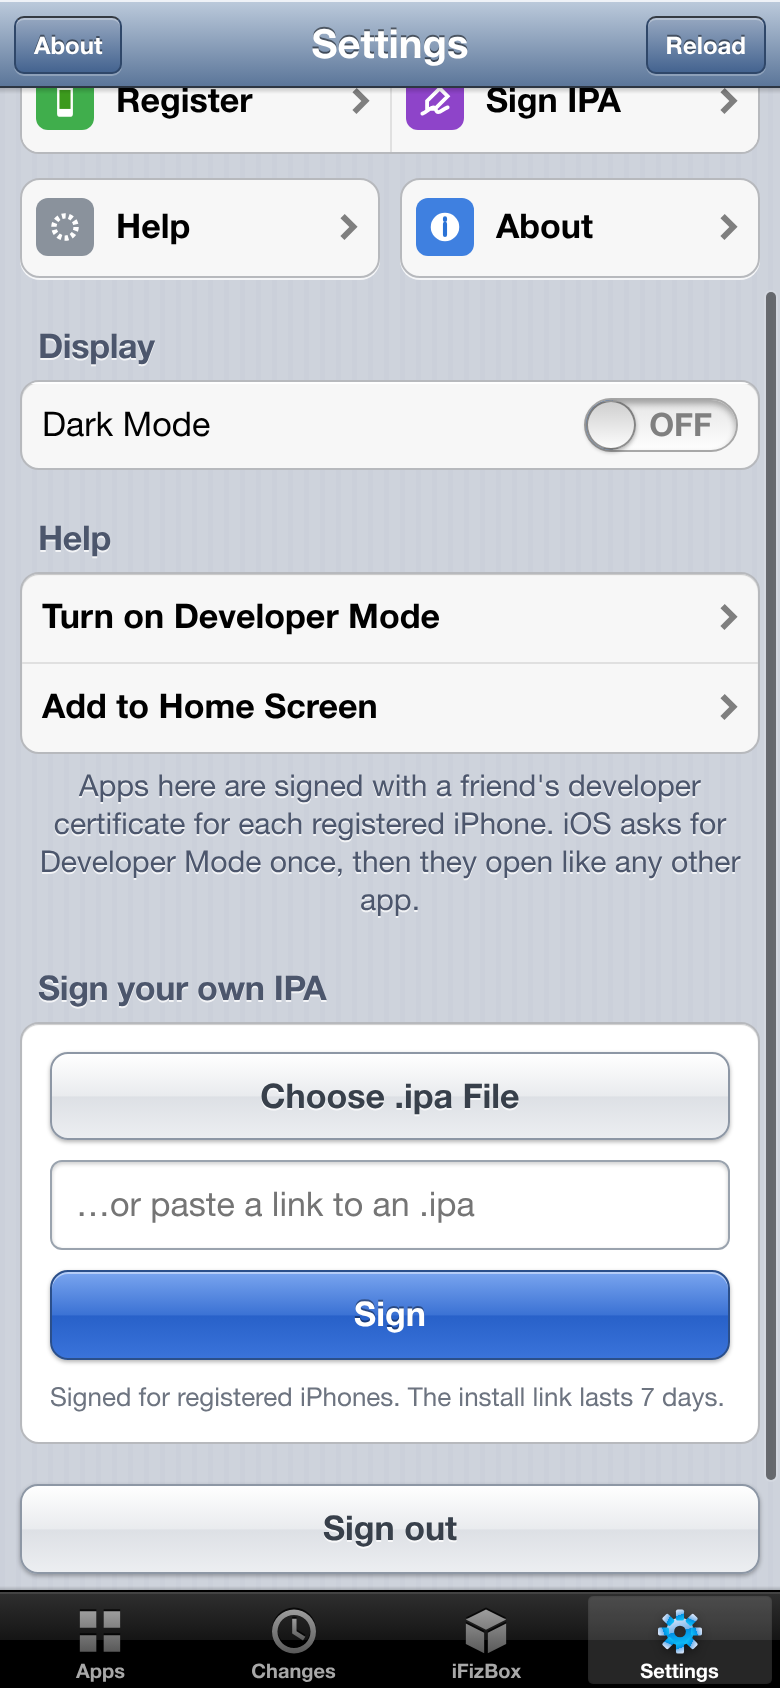 About
Settings
Reload
Register
Sign IPA
Help
About
Display
Dark Mode
OFF
Help
Turn on Developer Mode
Add to Home Screen
Apps here are signed with a friend's developer
certificate for each registered iPhone. iOS asks for
Developer Mode once, then they open like any other
app.
Sign your own IPA
Choose .ipa File
…or paste a link to an .ipa
Sign
Signed for registered iPhones. The install link lasts 7 days.
Sign out
Apps
Changes
iFizBox
Settings